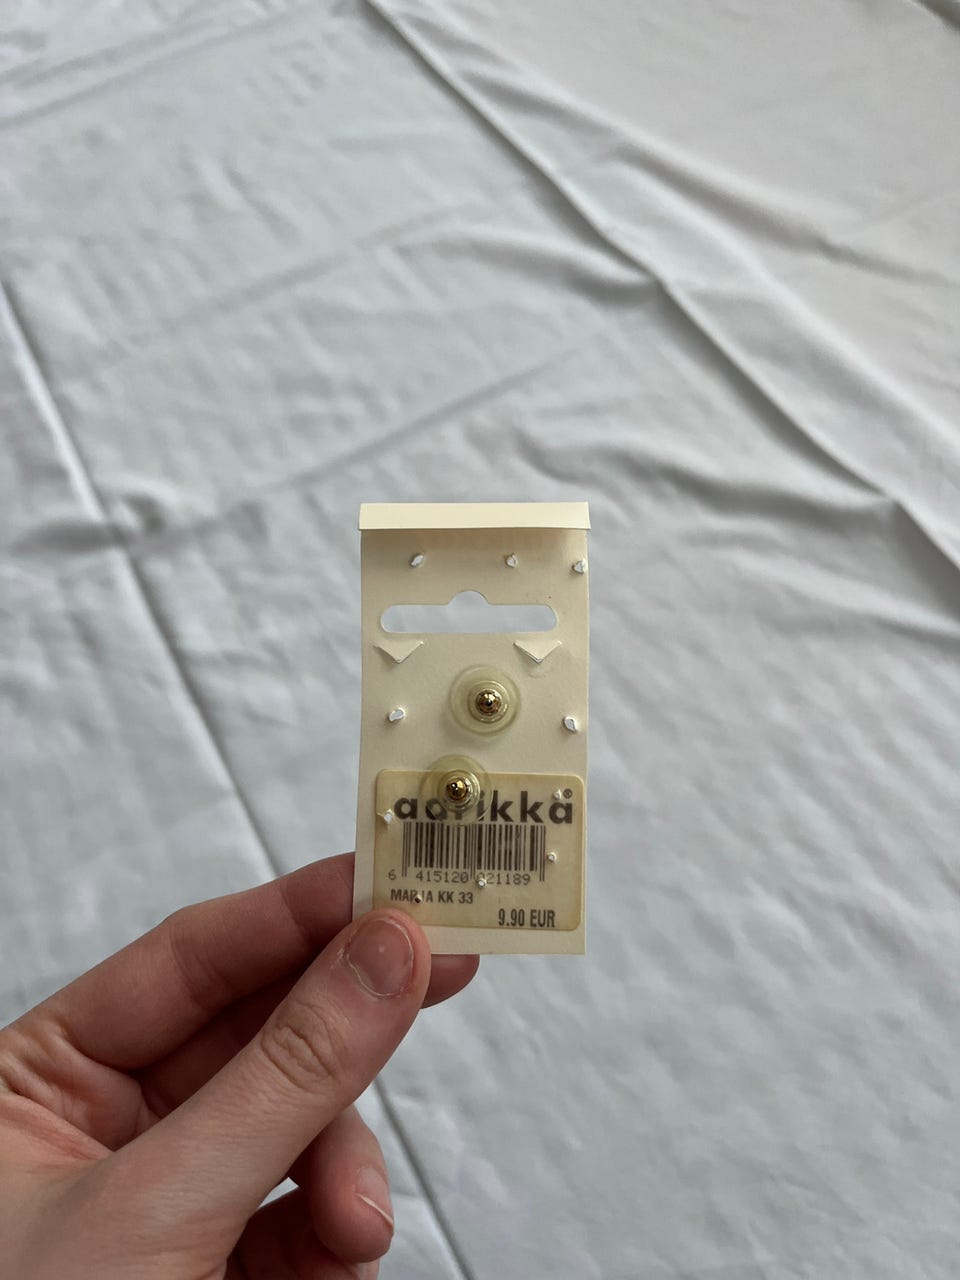 aarikka®
6 415120 021189
MARJA KK 33
9.90 EUR